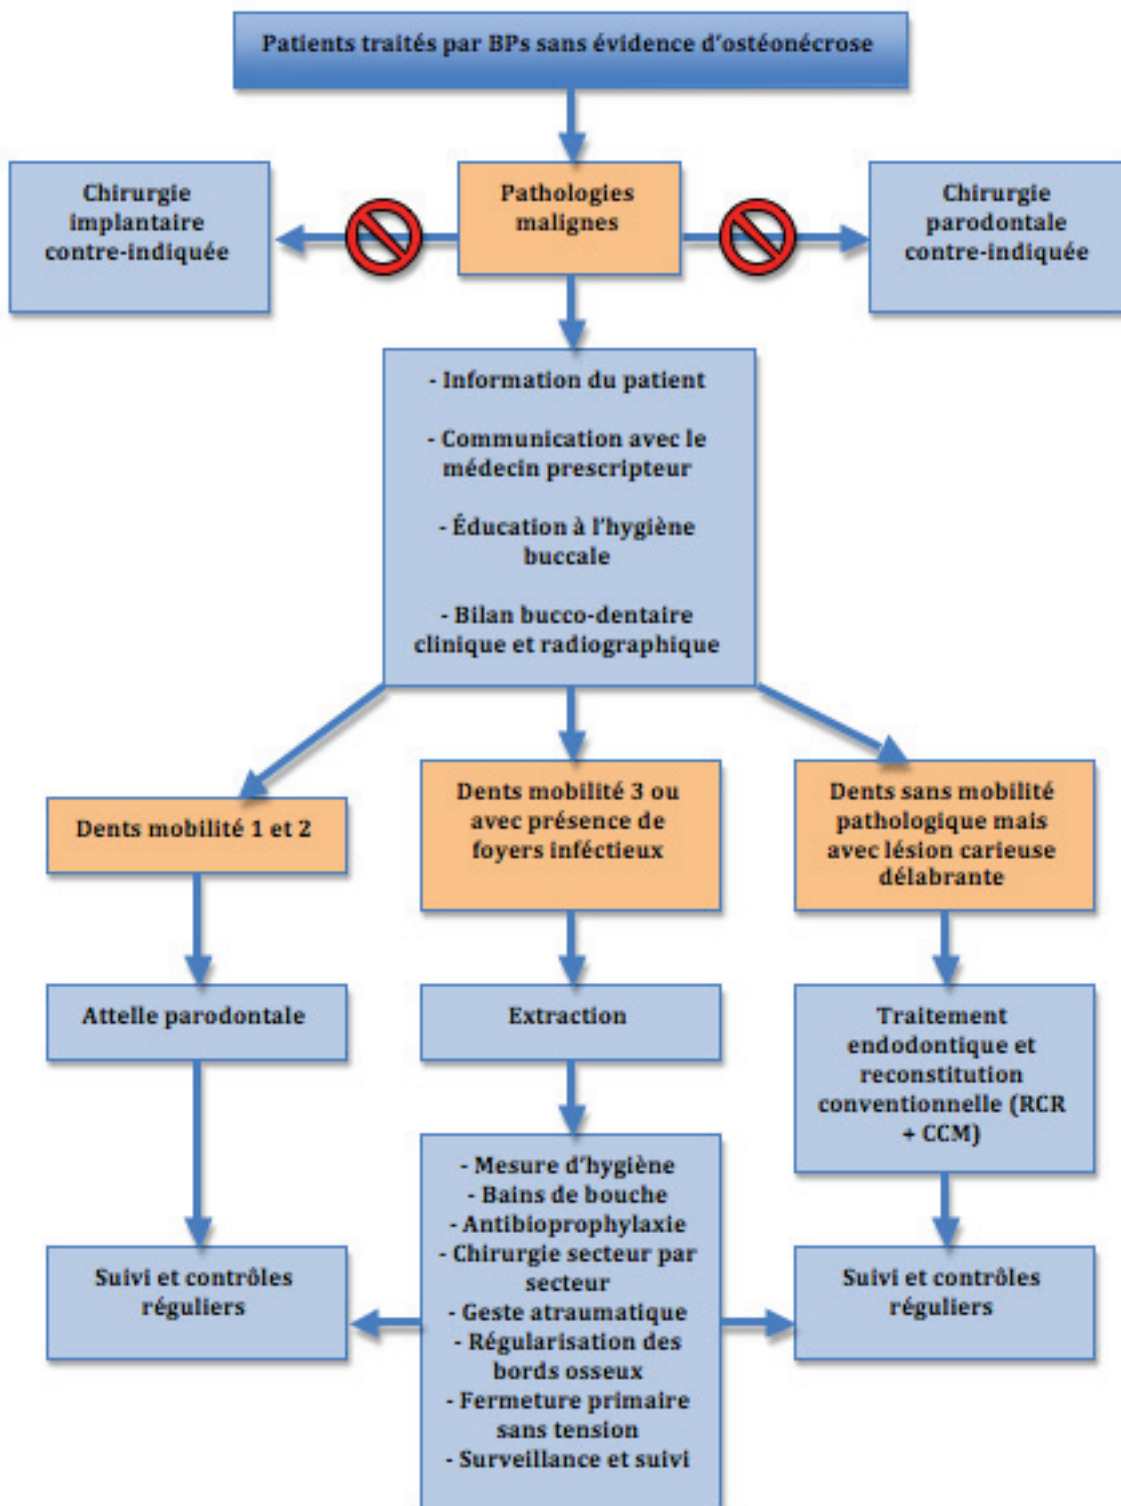 Patients traités par BPs sans évidence d'ostéonécrose
Chirurgie
implantaire
contre-indiquée
Pathologies
malignes
Chirurgie
parodontale
contre-indiquée
- Information du patient
- Communication avec le
médecin prescripteur
- Éducation à l'hygiène
buccale
- Bilan bucco-dentaire
clinique et radiographique
Dents mobilité 1 et 2
Dents mobilité 3 ou
avec présence de
foyers inféctieux
Dents sans mobilité
pathologique mais
avec lésion carieuse
délabrante
Attelle parodontale
Extraction
Traitement
endodontique et
reconstitution
conventionnelle (RCR
+ CCM)
- Mesure d'hygiène
- Bains de bouche
- Antibioprophylaxie
- Chirurgie secteur par
secteur
- Geste atraumatique
- Régularisation des
bords osseux
- Fermeture primaire
sans tension
- Surveillance et suivi
Suivi et contrôles
réguliers
Suivi et contrôles
réguliers